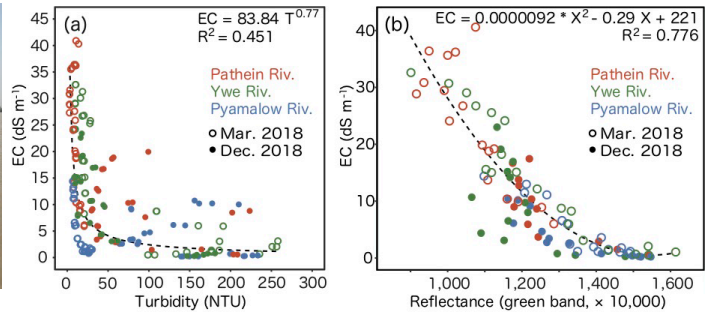 (a)
EC = 83.84 T0.77
R2 = 0.451
Pathein Riv.
Ywe Riv.
Pyamalow Riv.
Mar. 2018
Dec. 2018
EC (dS m-1)
45
40
35
30
25
20
15
10
5
0
0 50 100 150 200 250 300
Turbidity (NTU)
(b)
EC = 0.0000092 * X2 - 0.29 X + 221
R2 = 0.776
Pathein Riv.
Ywe Riv.
Pyamalow Riv.
Mar. 2018
Dec. 2018
EC (dS m-1)
40
30
20
10
0
1,000 1,200 1,400 1,600
Reflectance (green band, × 10,000)